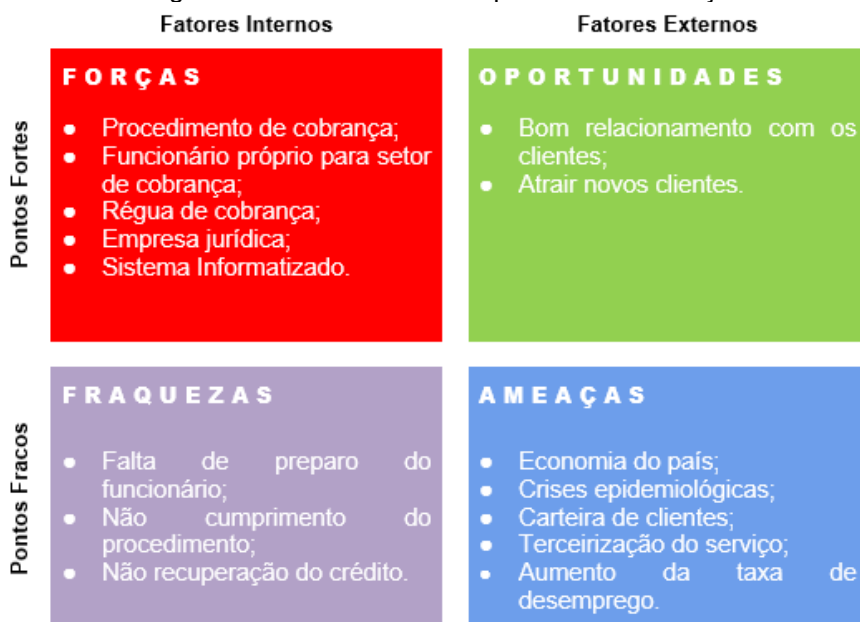 Fatores Internos
Fatores Externos
Pontos Fortes
FORÇAS
● Procedimento de cobrança;
● Funcionário próprio para setor
de cobrança;
● Régua de cobrança;
● Empresa jurídica;
● Sistema Informatizado.
OPORTUNIDADES
● Bom relacionamento com os
clientes;
● Atrair novos clientes.
Pontos Fracos
FRAQUEZAS
● Falta de preparo do
funcionário;
● Não cumprimento do
procedimento;
● Não recuperação do crédito.
AMEAÇAS
● Economia do país;
● Crises epidemiológicas;
● Carteira de clientes;
● Terceirização do serviço;
● Aumento da taxa de
desemprego.